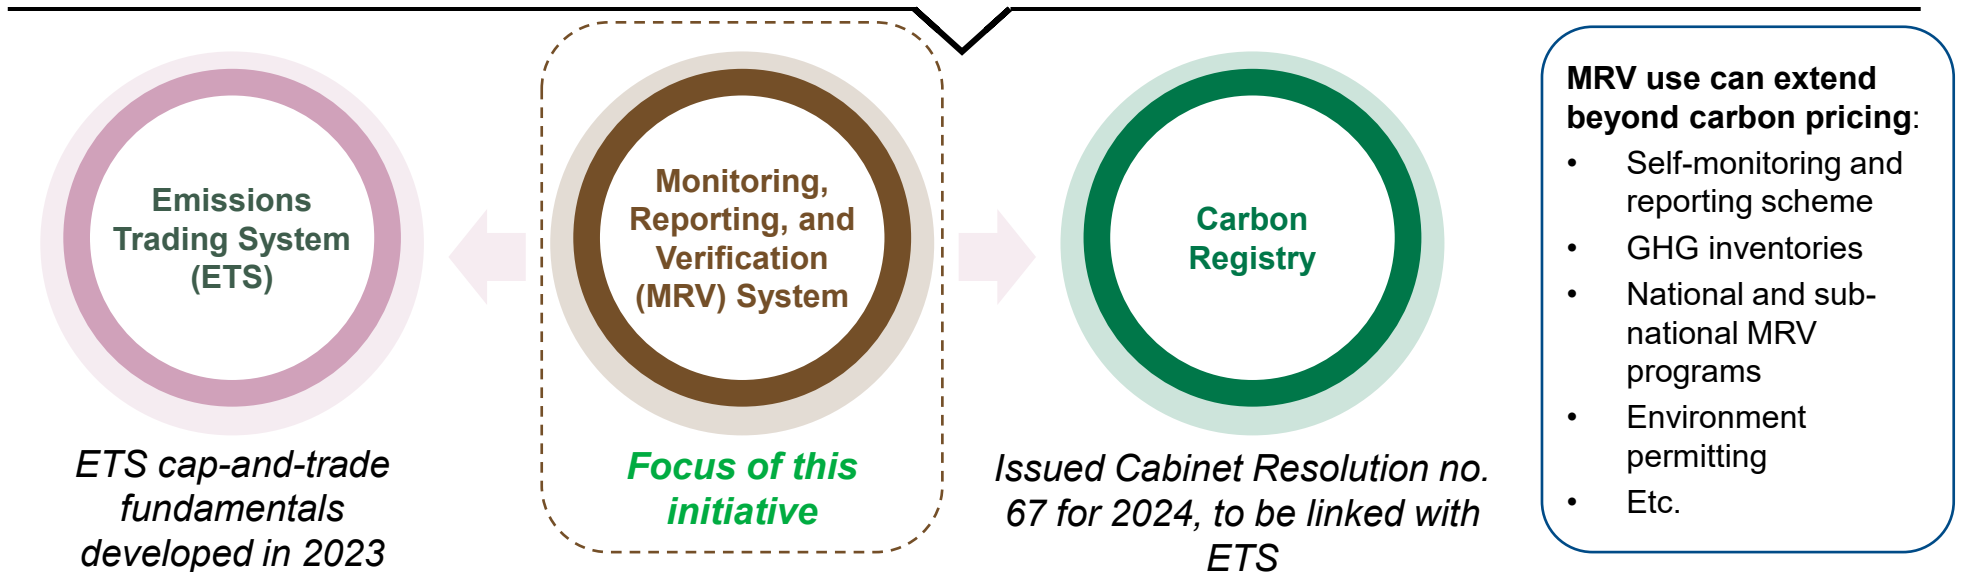 Emissions
Trading System
(ETS)
ETS cap-and-trade
fundamentals
developed in 2023
Monitoring,
Reporting, and
Verification
(MRV) System
Focus of this
initiative
Carbon
Registry
Issued Cabinet Resolution no.
67 for 2024, to be linked with
ETS
MRV use can extend
beyond carbon pricing:
• Self-monitoring and
reporting scheme
• GHG inventories
• National and sub-
national MRV
programs
• Environment
permitting
• Etc.